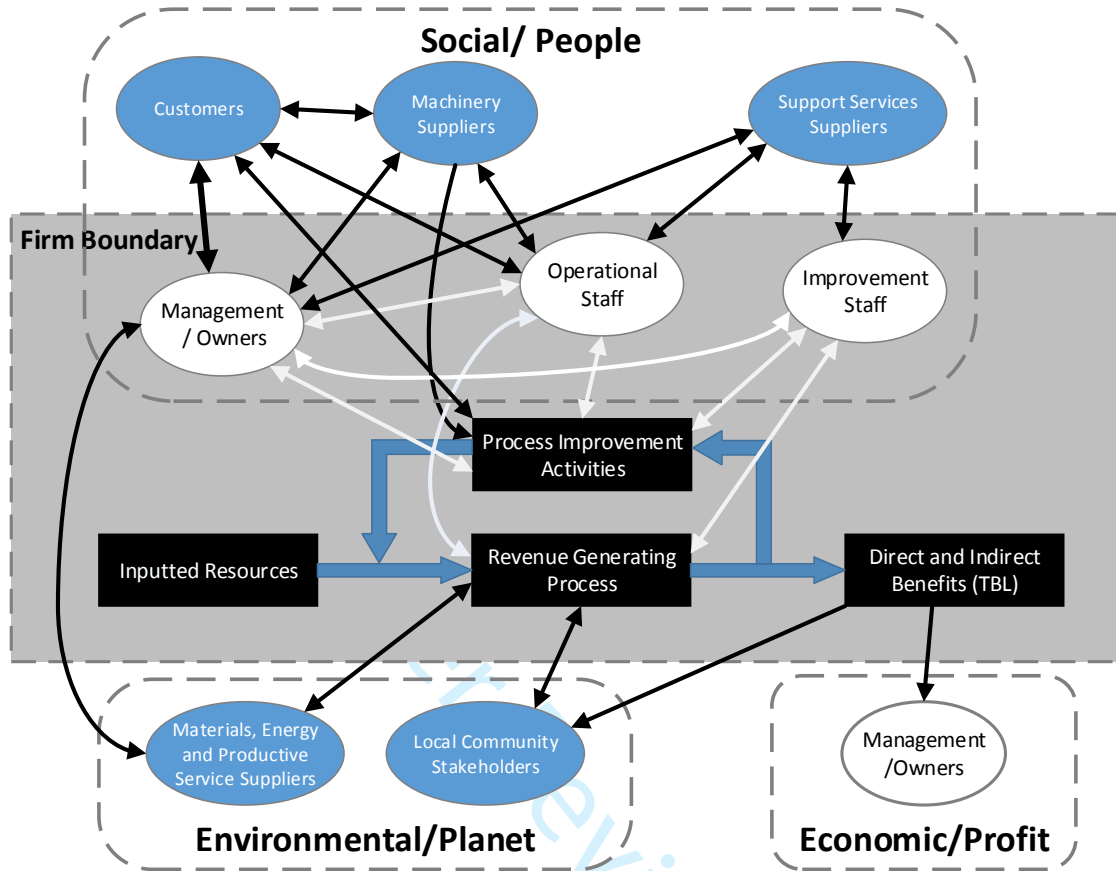 Social/ People
Customers
Machinery
Suppliers
Support Services
Suppliers
Firm Boundary
Operational
Staff
Improvement
Staff
Management
/ Owners
Process Improvement
Activities
Inputted Resources
Revenue Generating
Process
Direct and Indirect
Benefits (TBL)
Materials, Energy
and Productive
Service Suppliers
Local Community
Stakeholders
Management
/Owners
Environmental/Planet
Economic/Profit